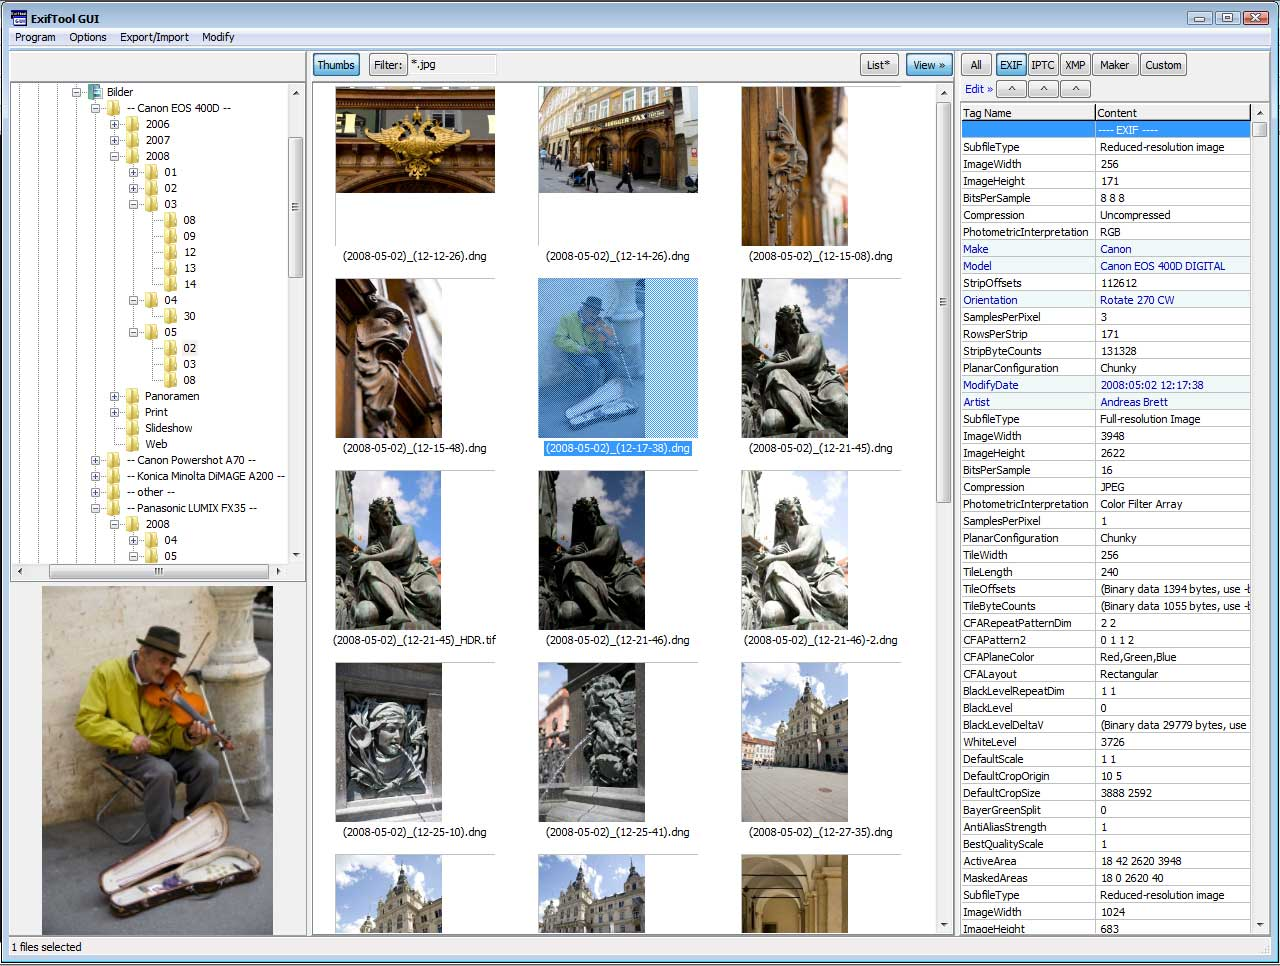 ExifTool GUI
Program Options Export/Import Modify
Thumbs Filter: *.jpg List* View »
All EXIF IPTC XMP Maker Custom
Edit » ^ ^ ^
Bilder
-- Canon EOS 400D --
2006
2007
2008
01
02
03
08
09
12
13
14
04
30
05
02
03
08
Panoramen
Print
Slideshow
Web
-- Canon Powershot A70 --
-- Konica Minolta DiMAGE A200 --
-- other --
-- Panasonic LUMIX FX35 --
2008
04
05
(2008-05-02)_(12-12-26).dng
(2008-05-02)_(12-14-26).dng
(2008-05-02)_(12-15-08).dng
(2008-05-02)_(12-15-48).dng
(2008-05-02)_(12-17-38).dng
(2008-05-02)_(12-21-45).dng
(2008-05-02)_(12-21-45)_HDR.tif
(2008-05-02)_(12-21-46).dng
(2008-05-02)_(12-21-46)-2.dng
(2008-05-02)_(12-25-10).dng
(2008-05-02)_(12-25-41).dng
(2008-05-02)_(12-27-35).dng
Tag Name Content
---- EXIF ----
SubfileType Reduced-resolution image
ImageWidth 256
ImageHeight 171
BitsPerSample 8 8 8
Compression Uncompressed
PhotometricInterpretation RGB
Make Canon
Model Canon EOS 400D DIGITAL
StripOffsets 112612
Orientation Rotate 270 CW
SamplesPerPixel 3
RowsPerStrip 171
StripByteCounts 131328
PlanarConfiguration Chunky
ModifyDate 2008:05:02 12:17:38
Artist Andreas Brett
SubfileType Full-resolution Image
ImageWidth 3948
ImageHeight 2622
BitsPerSample 16
Compression JPEG
PhotometricInterpretation Color Filter Array
SamplesPerPixel 1
PlanarConfiguration Chunky
TileWidth 256
TileLength 240
TileOffsets (Binary data 1394 bytes, use -b
TileByteCounts (Binary data 1055 bytes, use -b
CFARepeatPatternDim 2 2
CFAPattern2 0 1 1 2
CFAPlaneColor Red,Green,Blue
CFALayout Rectangular
BlackLevelRepeatDim 1 1
BlackLevel 0
BlackLevelDeltaV (Binary data 29779 bytes, use
WhiteLevel 3726
DefaultScale 1 1
DefaultCropOrigin 10 5
DefaultCropSize 3888 2592
BayerGreenSplit 0
AntiAliasStrength 1
BestQualityScale 1
ActiveArea 18 42 2620 3948
MaskedAreas 18 0 2620 40
SubfileType Reduced-resolution image
ImageWidth 1024
ImageHeight 683
1 files selected